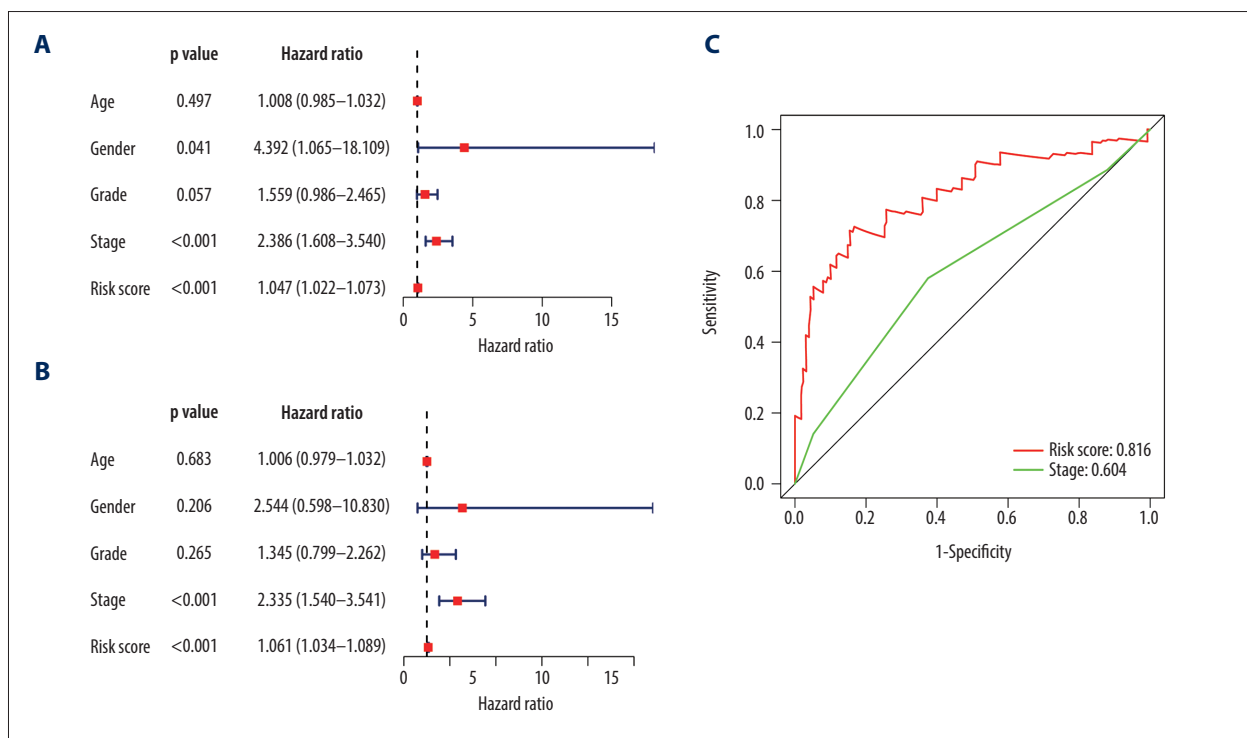 A
p value Hazard ratio
Age 0.497 1.008 (0.985–1.032)
Gender 0.041 4.392 (1.065–18.109)
Grade 0.057 1.559 (0.986–2.465)
Stage <0.001 2.386 (1.608–3.540)
Risk score <0.001 1.047 (1.022–1.073)
0 5 10 15
Hazard ratio
B
p value Hazard ratio
Age 0.683 1.006 (0.979–1.032)
Gender 0.206 2.544 (0.598–10.830)
Grade 0.265 1.345 (0.799–2.262)
Stage <0.001 2.335 (1.540–3.541)
Risk score <0.001 1.061 (1.034–1.089)
0 5 10 15
Hazard ratio
C
1.0
0.8
0.6
0.4
0.2
0.0
Sensitivity
Risk score: 0.816
Stage: 0.604
0.0 0.2 0.4 0.6 0.8 1.0
1-Specificity